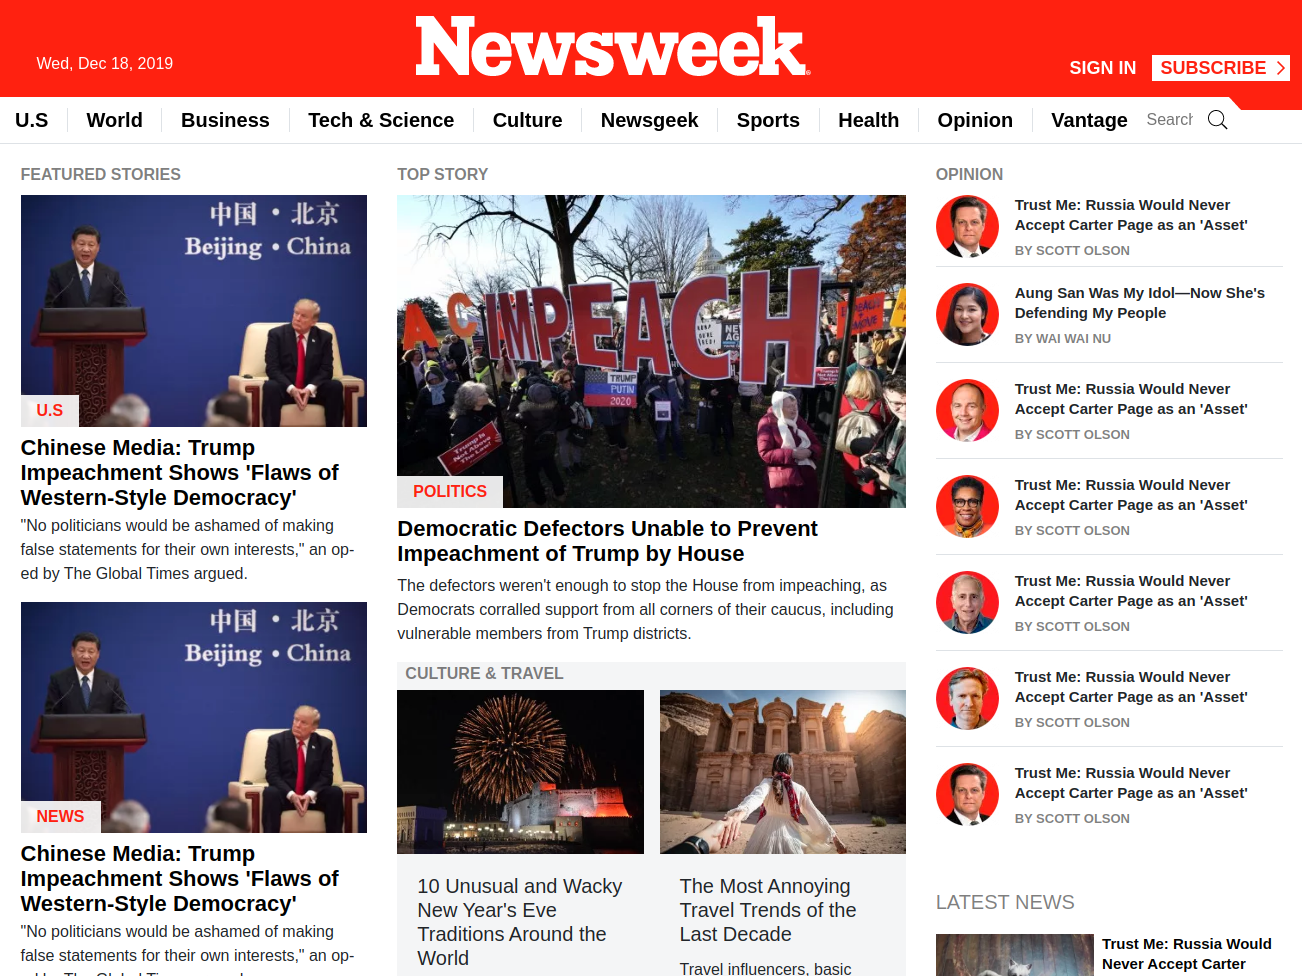 Wed, Dec 18, 2019
Newsweek
SIGN IN
SUBSCRIBE
U.S
World
Business
Tech & Science
Culture
Newsgeek
Sports
Health
Opinion
Vantage
Search
FEATURED STORIES
中国・北京
Beijing • China
U.S
Chinese Media: Trump
Impeachment Shows 'Flaws of
Western-Style Democracy'
"No politicians would be ashamed of making
false statements for their own interests," an op-
ed by The Global Times argued.
中国・北京
Beijing • China
NEWS
Chinese Media: Trump
Impeachment Shows 'Flaws of
Western-Style Democracy'
"No politicians would be ashamed of making
false statements for their own interests," an op-
TOP STORY
IMPEACH
TRUMP
PUTIN
2020
Trump Is
Not Above
The Law!
POLITICS
Democratic Defectors Unable to Prevent
Impeachment of Trump by House
The defectors weren't enough to stop the House from impeaching, as
Democrats corralled support from all corners of their caucus, including
vulnerable members from Trump districts.
CULTURE & TRAVEL
10 Unusual and Wacky
New Year's Eve
Traditions Around the
World
The Most Annoying
Travel Trends of the
Last Decade
Travel influencers, basic
OPINION
Trust Me: Russia Would Never
Accept Carter Page as an 'Asset'
BY SCOTT OLSON
Aung San Was My Idol—Now She's
Defending My People
BY WAI WAI NU
Trust Me: Russia Would Never
Accept Carter Page as an 'Asset'
BY SCOTT OLSON
Trust Me: Russia Would Never
Accept Carter Page as an 'Asset'
BY SCOTT OLSON
Trust Me: Russia Would Never
Accept Carter Page as an 'Asset'
BY SCOTT OLSON
Trust Me: Russia Would Never
Accept Carter Page as an 'Asset'
BY SCOTT OLSON
Trust Me: Russia Would Never
Accept Carter Page as an 'Asset'
BY SCOTT OLSON
LATEST NEWS
Trust Me: Russia Would
Never Accept Carter